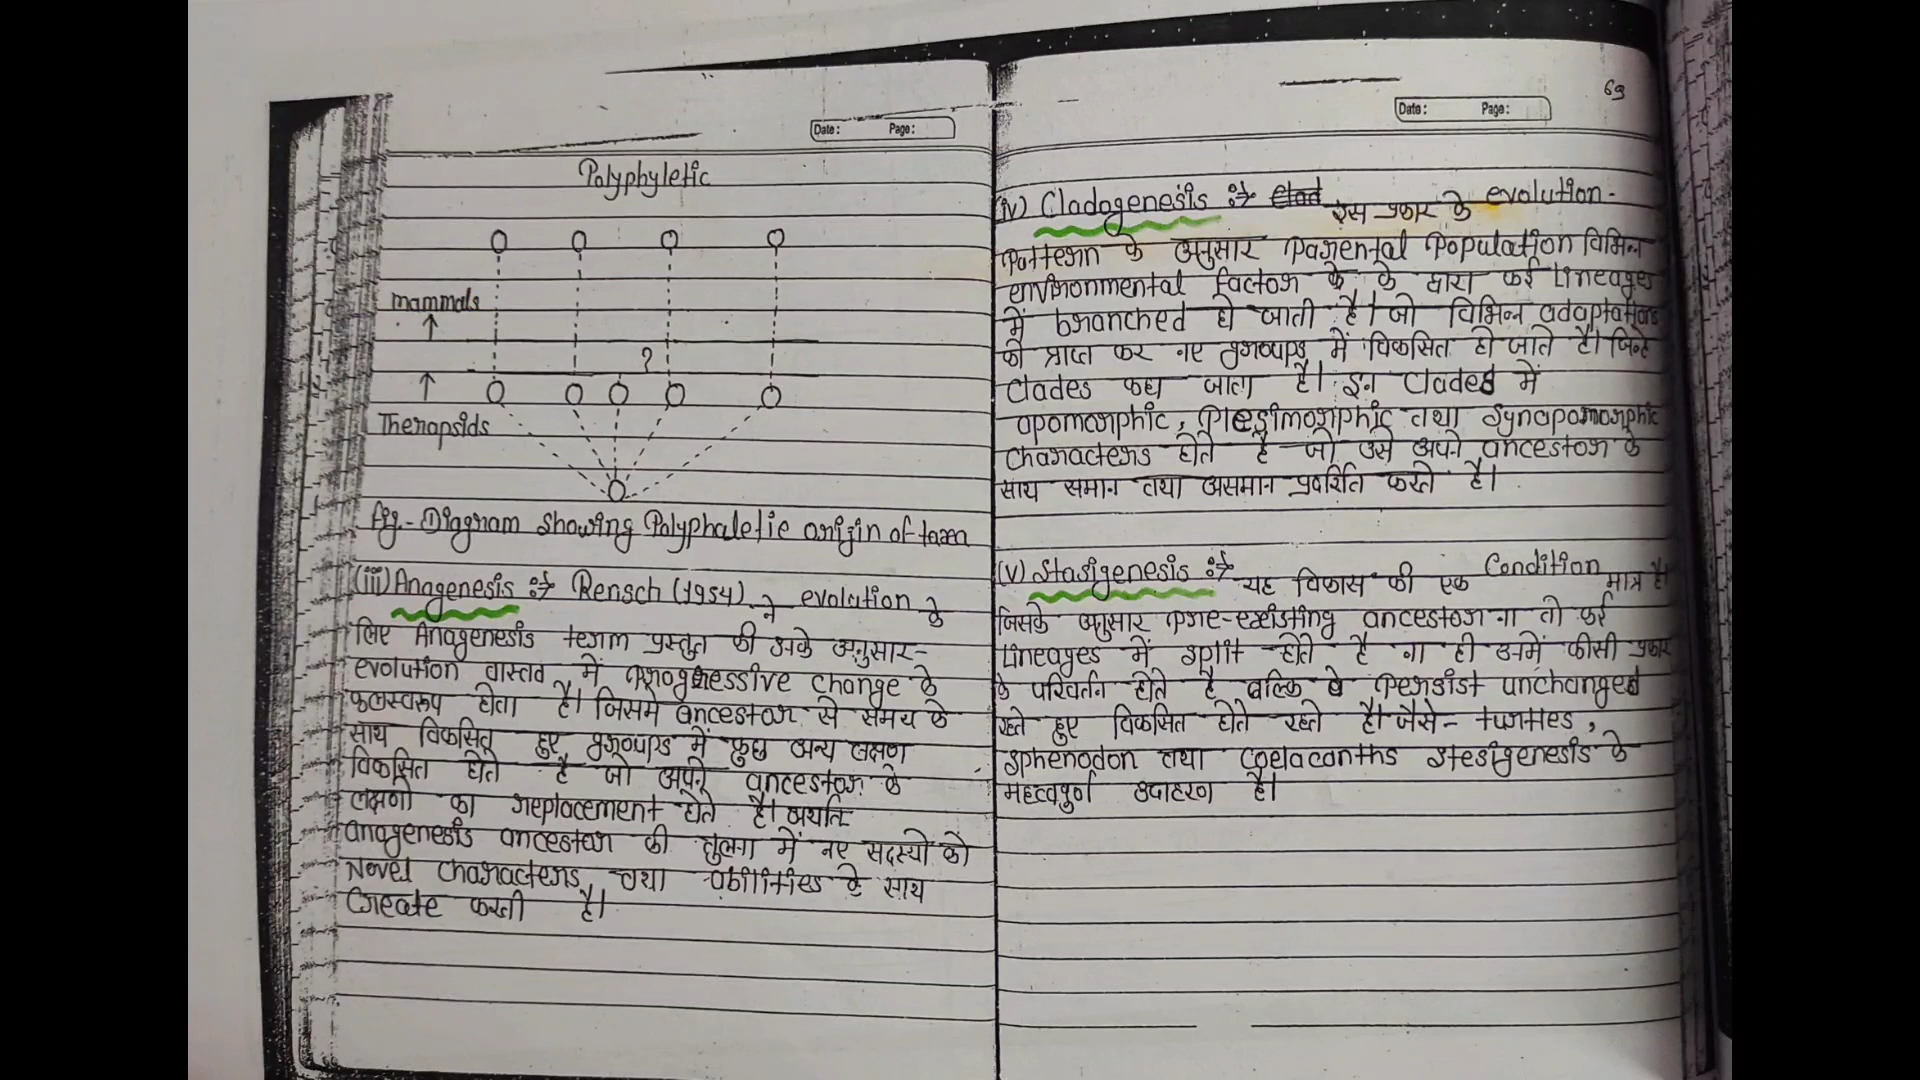 Date: Page:
Polyphyletic
mammals
?
Therapsids
fig.- Diagram showing Polyphaletic origin of taxa
(iii) Anagenesis :→ Rensch (1954) ने evolution के
लिए Anagenesis term प्रस्तुत की उनके अनुसार-
evolution वास्तव में progressive change के
फलस्वरूप होता है। जिसमे ancestor से समय के
साथ विकसित हुए groups में कुछ अन्य लक्षण
विकसित होते है जो अपने ancestor के
लक्षणो का replacement होते है। अर्थात
anagenesis ancestor की तुलना में नए सदस्यो को
Novel characters तथा abilities के साथ
Create करती है।
69
Date: Page:
(iv) Cladogenesis :→ इस प्रकार के evolution-
Pattern के अनुसार Parental Population विभिन्न
environmental factor के के द्वारा कई Lineages
में branched हो जाती है। जो विभिन्न adaptations
को प्राप्त कर नए groups में विकसित हो जाते है। जिन्हे
Clades कहा जाता है। इन Clades में
apomorphic, Plesimorphic तथा Synapomorphic
Characters होते है जो उसे अपने ancestor के
साथ समान तथा असमान प्रदर्शित करते है।
(v) Stasigenesis :→ यह विकास की एक Condition मात्र है।
जिसके अनुसार pre-existing ancestor ना तो कई
Lineages में split होते है ना ही उनमें कीसी प्रकार
के परिवर्तन होते है बल्कि वे Persist unchanged
रहते हुए विकसित होते रहते है। जैसे- turtles,
sphenodon तथा Coelacanths stesigenesis के
महत्वपुर्ण उदाहरण है।